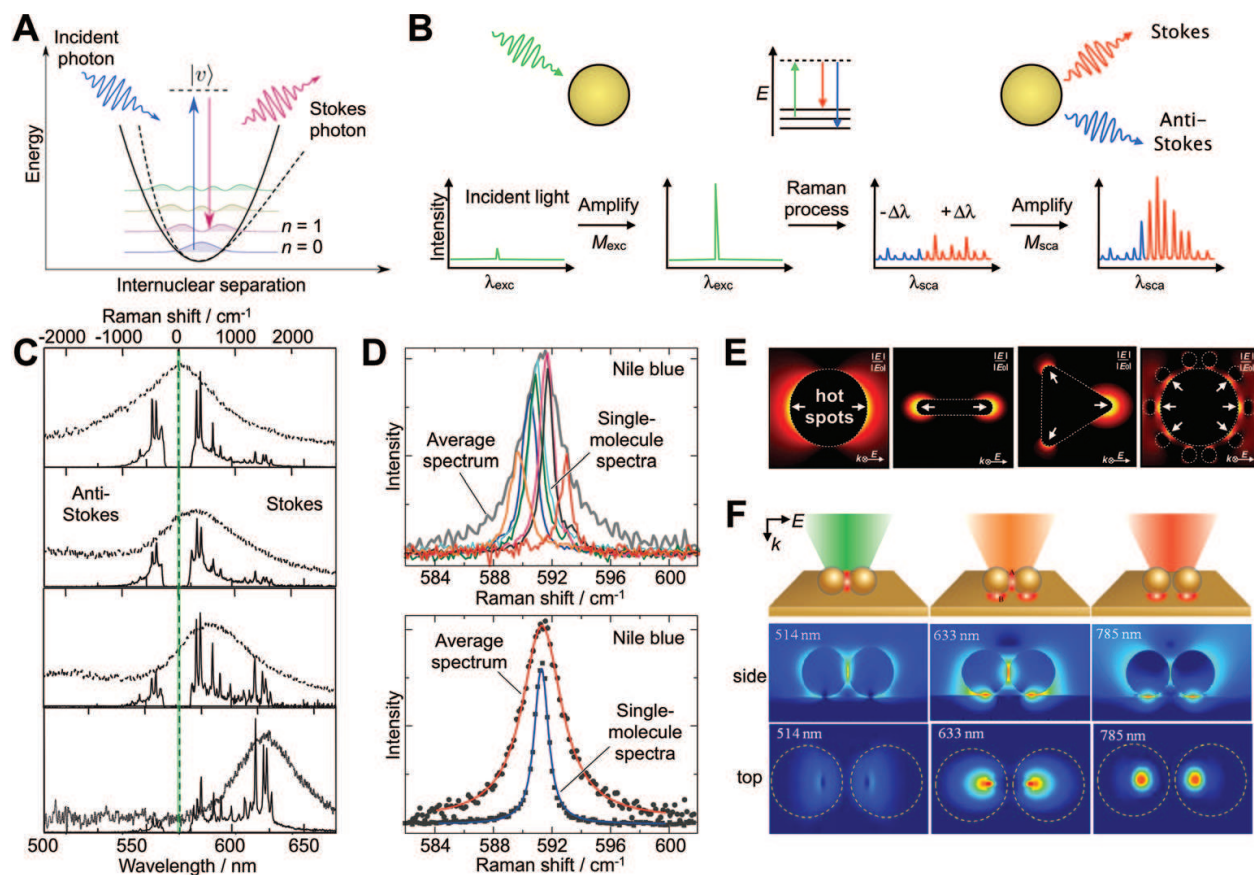 A
Incident
photon
|v⟩
Stokes
photon
Energy
n = 1
n = 0
Internuclear separation
B
Stokes
E
Anti-
Stokes
Intensity
Incident light
λexc
Amplify
Mexc
λexc
Raman
process
-Δλ
+Δλ
λsca
Amplify
Msca
λsca
C
Raman shift / cm-1
-2000
-1000
0
1000
2000
Anti-
Stokes
Stokes
500
550
600
650
Wavelength / nm
D
Nile blue
Average
spectrum
Single-
molecule
spectra
Intensity
584
588
592
596
600
Raman shift / cm-1
Nile blue
Average
spectrum
Single-
molecule
spectra
Intensity
584
588
592
596
600
Raman shift / cm-1
E
hot
spots
|E|
|E0|
k⊗ E
|E|
|E0|
k⊗ E
|E|
|E0|
k⊗ E
|E|
|E0|
k⊗ E
F
E
k
A
B
side
514 nm
633 nm
785 nm
top
514 nm
633 nm
785 nm